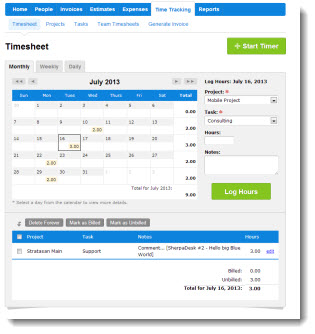 Home People Invoices Estimates Expenses Time Tracking Reports
Timesheet Projects Tasks Team Timesheets Generate Invoice
Timesheet
+ Start Timer
Monthly Weekly Daily
July 2013
Log Hours: July 16, 2013
Sun Mon Tue Wed Thu Fri Sat Total
Project: *
Mobile Project
Task: *
Consulting
Hours:
Notes:
Log Hours
1 2 3 4 5 6
0.00
7 8 9 10 11 12 13
3.00 3.00
14 15 16 17 18 19 20
3.00 3.00
21 22 23 24 25 26 27
2.00 2.00
28 29 30 31
2.00
Total for July 2013:
9.00
* Select a day from the calendar to view more details.
Delete Forever Mark as Billed Mark as Unbilled
Project Task Notes Hours
Stratasan Main Support Comment... [SherpaDesk #2 - Hello big Blue World] 3.00 edit
Billed: 0.00
Unbilled: 3.00
Total for July 16, 2013: 3.00